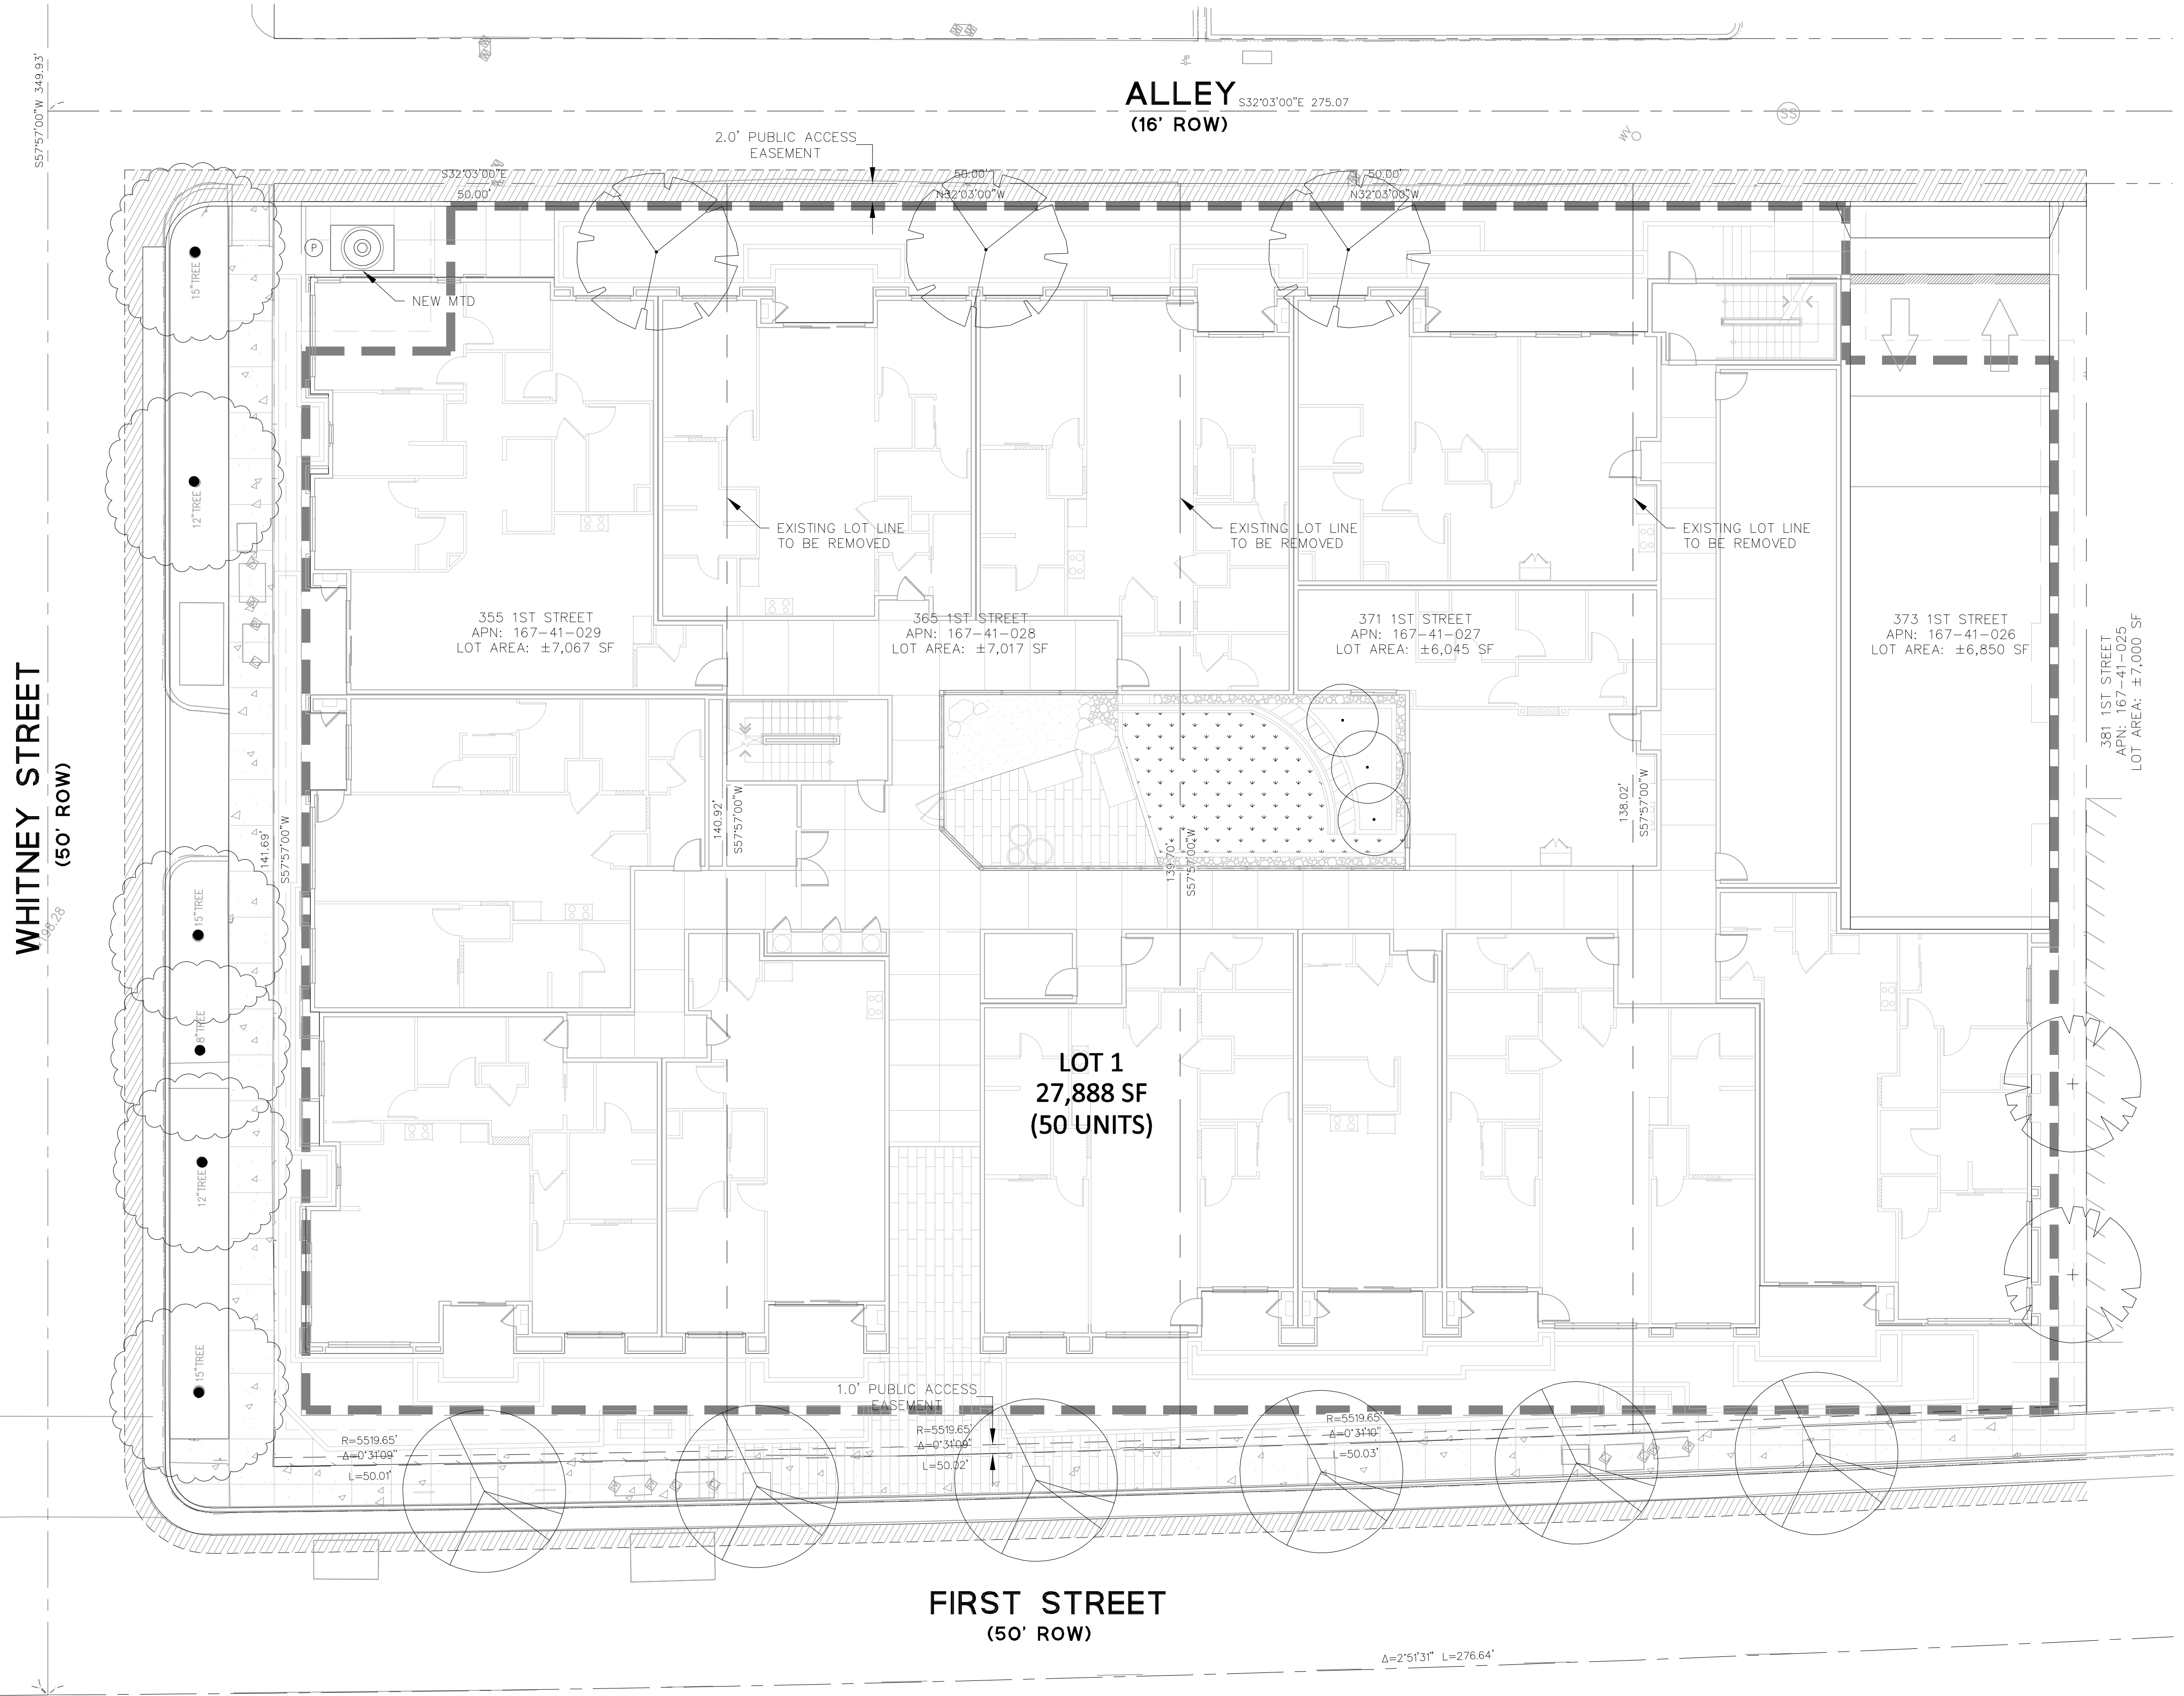 S57°57'00"W 349.93'
ALLEY
S32°03'00"E 275.07
(16' ROW)
JP
SS
WV
2.0' PUBLIC ACCESS
EASEMENT
S32°03'00"E
50.00'
50.00'
N32°03'00"W
50.00'
N32°03'00"W
P
NEW MTD
15"TREE
12"TREE
EXISTING LOT LINE
TO BE REMOVED
EXISTING LOT LINE
TO BE REMOVED
EXISTING LOT LINE
TO BE REMOVED
355 1ST STREET
APN: 167-41-029
LOT AREA: ±7,067 SF
365 1ST STREET
APN: 167-41-028
LOT AREA: ±7,017 SF
371 1ST STREET
APN: 167-41-027
LOT AREA: ±6,045 SF
373 1ST STREET
APN: 167-41-026
LOT AREA: ±6,850 SF
381 1ST STREET
APN: 167-41-025
LOT AREA: ±7,000 SF
WHITNEY STREET
(50' ROW)
141.69'
S57°57'00"W
140.92'
S57°57'00"W
139.70'
S57°57'00"W
138.02'
S57°57'00"W
15"TREE
8"TREE
12"TREE
15"TREE
LOT 1
27,888 SF
(50 UNITS)
1.0' PUBLIC ACCESS
EASEMENT
R=5519.65'
Δ=0°31'09"
L=50.01'
R=5519.65'
Δ=0°31'09"
L=50.02'
R=5519.65'
Δ=0°31'10"
L=50.03'
FIRST STREET
(50' ROW)
Δ=2°51'31" L=276.64'